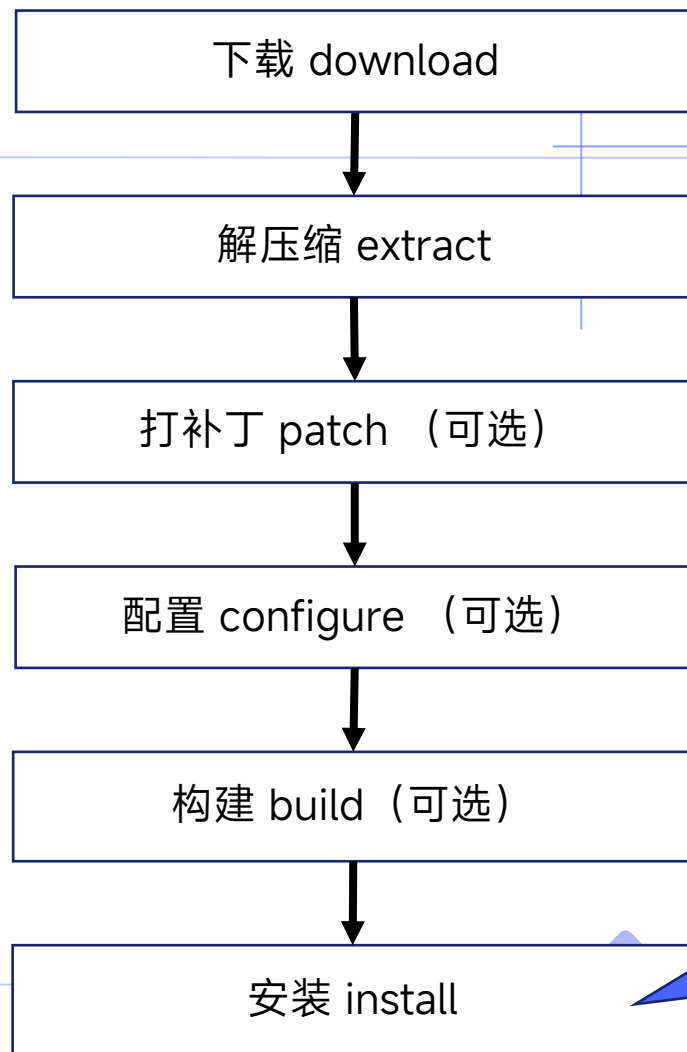 下载 download
解压缩 extract
打补丁 patch （可选）
配置 configure （可选）
构建 build（可选）
安装 install